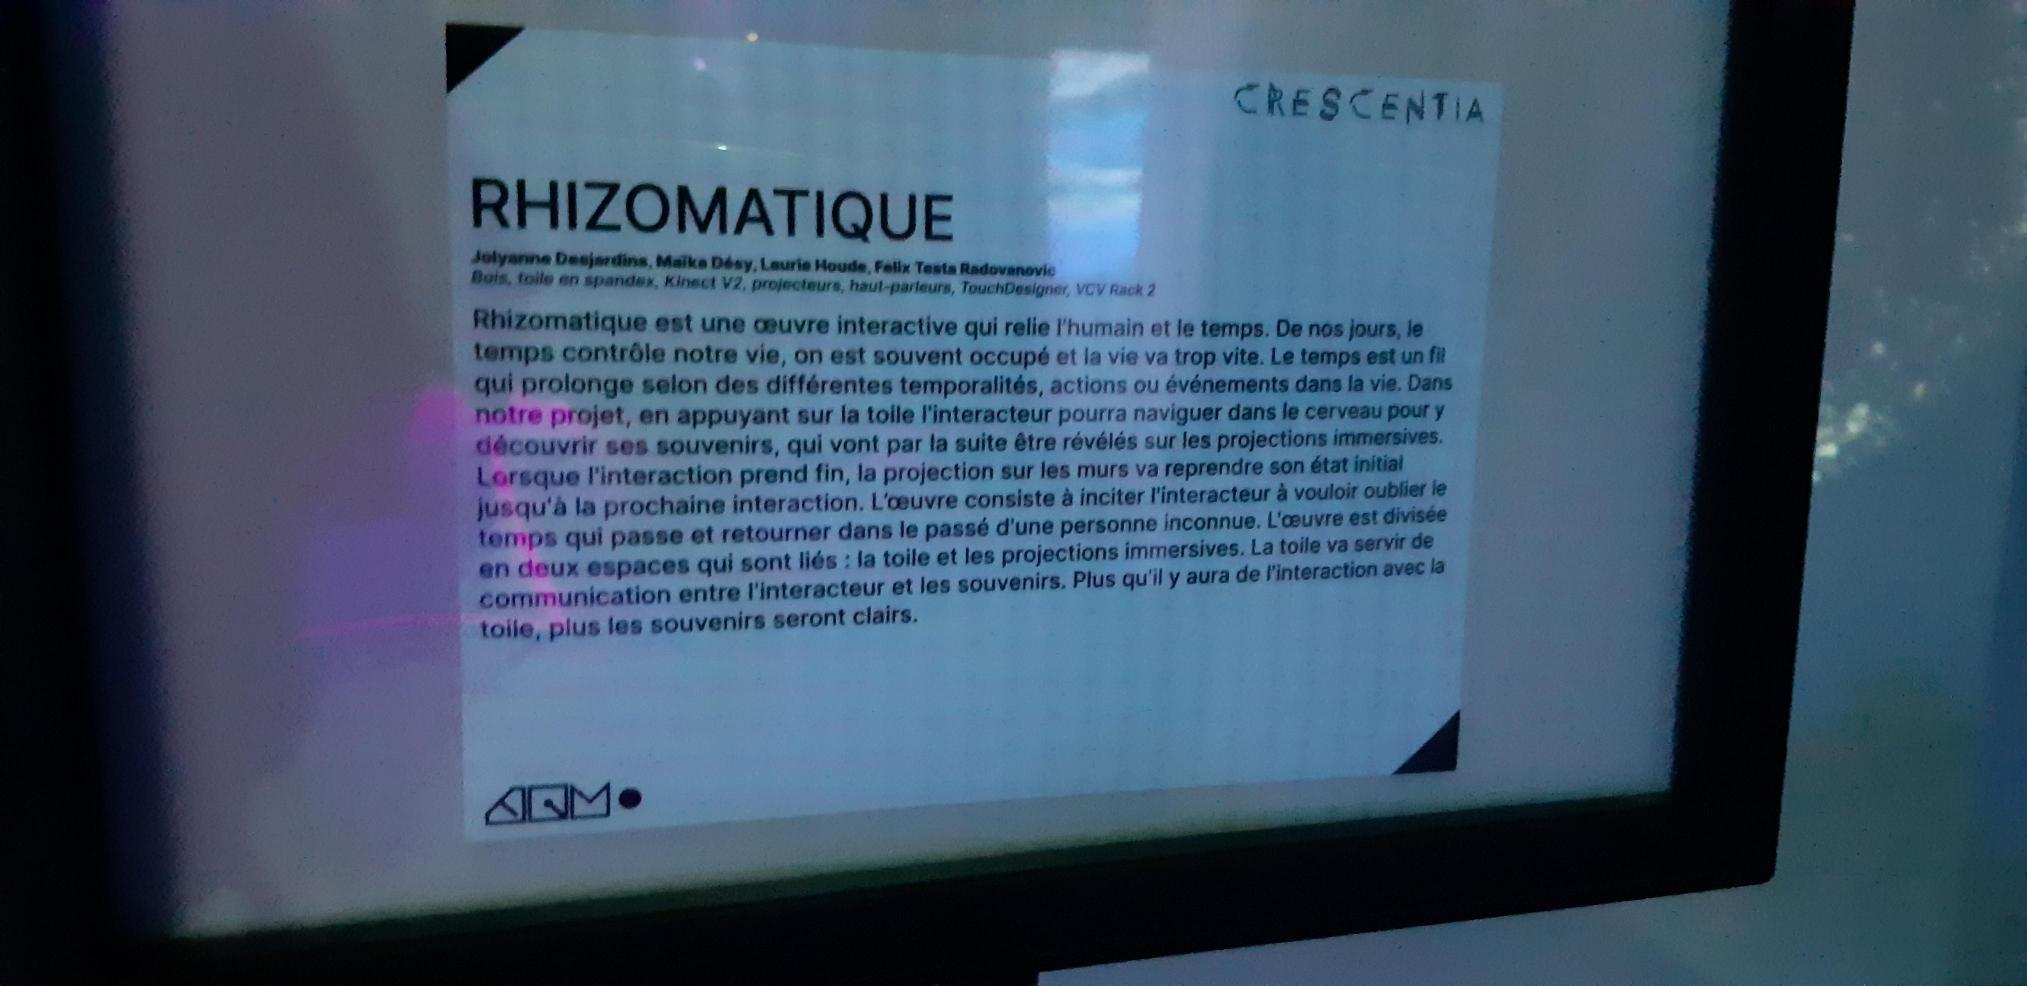 CRESCENTIA
RHIZOMATIQUE
Jolyanne Desjardins, Maïka Désy, Laurie Houde, Felix Testa Radovanovic
Bois, toile en spandex, Kinect V2, projecteurs, haut-parleurs, TouchDesigner, VCV Rack 2
Rhizomatique est une œuvre interactive qui relie l'humain et le temps. De nos jours, le
temps contrôle notre vie, on est souvent occupé et la vie va trop vite. Le temps est un fil
qui prolonge selon des différentes temporalités, actions ou événements dans la vie. Dans
notre projet, en appuyant sur la toile l'interacteur pourra naviguer dans le cerveau pour y
découvrir ses souvenirs, qui vont par la suite être révélés sur les projections immersives.
Lorsque l'interaction prend fin, la projection sur les murs va reprendre son état initial
jusqu'à la prochaine interaction. L'œuvre consiste à inciter l'interacteur à vouloir oublier le
temps qui passe et retourner dans le passé d'une personne inconnue. L'œuvre est divisée
en deux espaces qui sont liés : la toile et les projections immersives. La toile va servir de
communication entre l'interacteur et les souvenirs. Plus qu'il y aura de l'interaction avec la
toile, plus les souvenirs seront clairs.